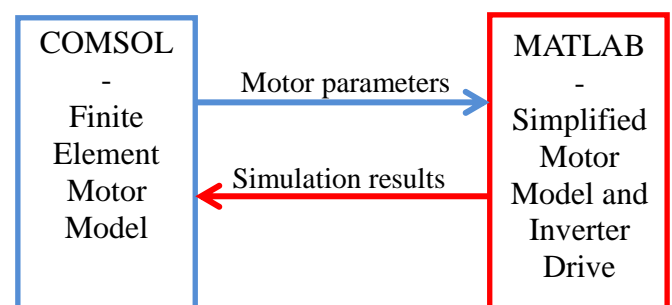 COMSOL
-
Finite
Element
Motor
Model
Motor parameters
Simulation results
MATLAB
-
Simplified
Motor
Model and
Inverter
Drive